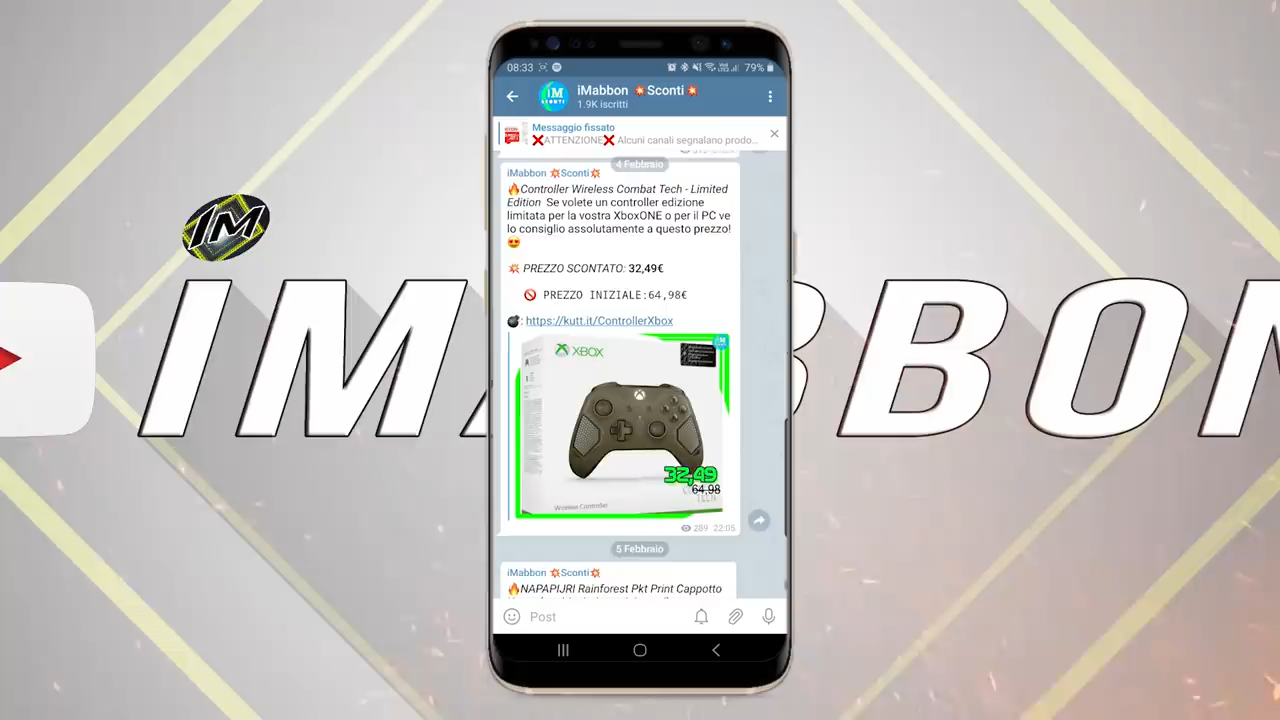 08:33
79%
iMabbon 💥Sconti💥
1.9K iscritti
Messaggio fissato
❌ATTENZIONE❌ Alcuni canali segnalano prodo...
4 Febbraio
iMabbon 💥Sconti💥
🔥Controller Wireless Combat Tech - Limited
Edition Se volete un controller edizione
limitata per la vostra XboxONE o per il PC ve
lo consiglio assolutamente a questo prezzo!
😍
💥 PREZZO SCONTATO: 32,49€
🚫 PREZZO INIZIALE:64,98€
💣: https://kutt.it/ControllerXbox
XBOX
32,49
64,98
TECH
Wireless Controller
289 22:05
5 Febbraio
iMabbon 💥Sconti💥
🔥NAPAPIJRI Rainforest Pkt Print Cappotto
Post
iM
SCONTI
IM
IMA
BBON